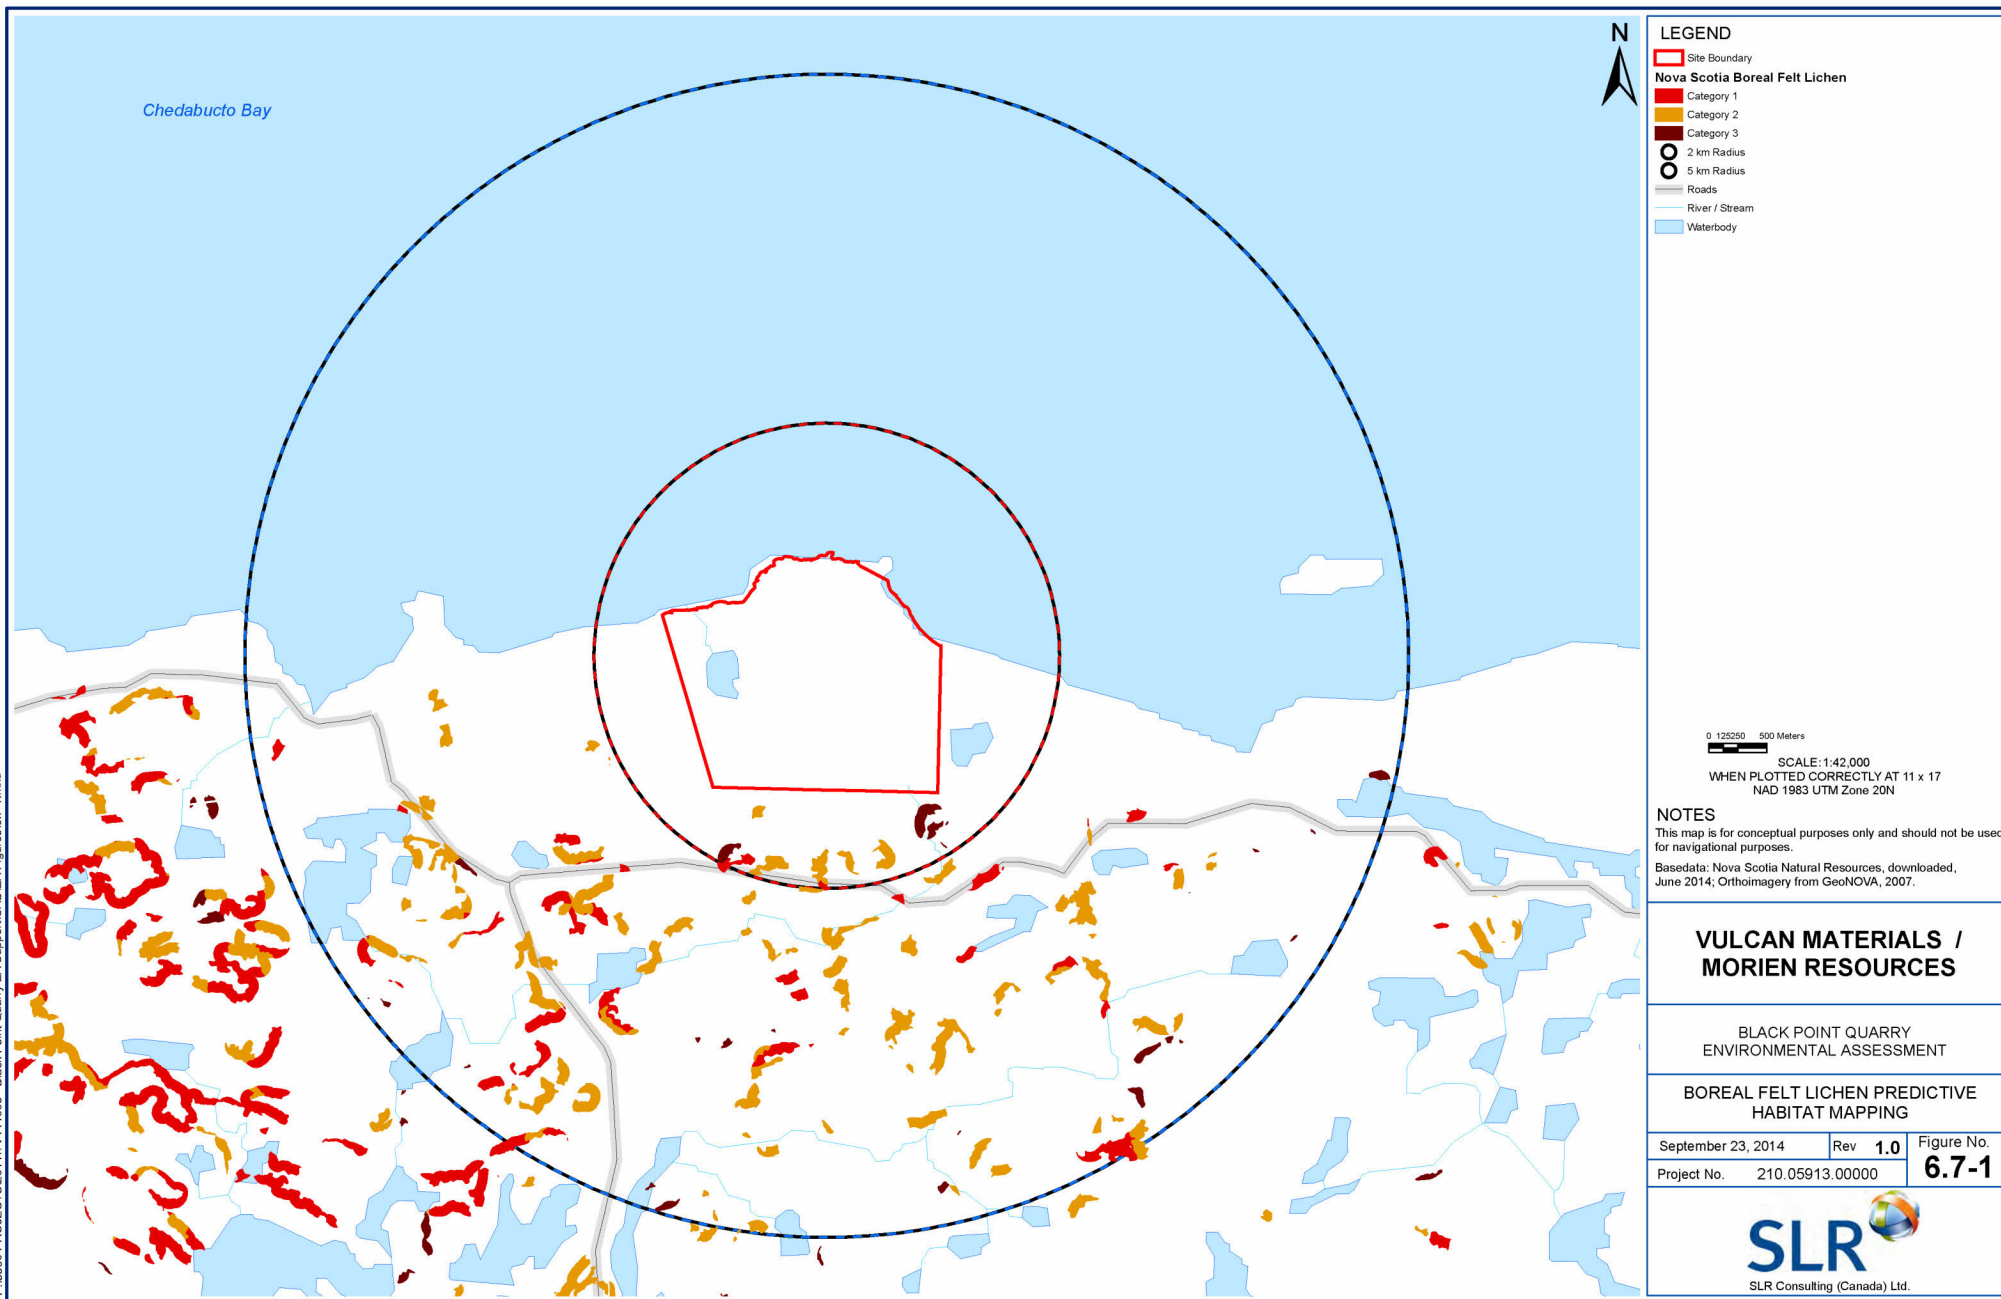 Chedabucto Bay
N
LEGEND
Site Boundary
Nova Scotia Boreal Felt Lichen
Category 1
Category 2
Category 3
2 km Radius
5 km Radius
Roads
River / Stream
Waterbody
0 125250 500 Meters
SCALE: 1:42,000
WHEN PLOTTED CORRECTLY AT 11 x 17
NAD 1983 UTM Zone 20N
NOTES
This map is for conceptual purposes only and should not be used
for navigational purposes.
Basedata: Nova Scotia Natural Resources, downloaded,
June 2014; Orthoimagery from GeoNOVA, 2007.
VULCAN MATERIALS /
MORIEN RESOURCES
BLACK POINT QUARRY
ENVIRONMENTAL ASSESSMENT
BOREAL FELT LICHEN PREDICTIVE
HABITAT MAPPING
September 23, 2014 Rev 1.0 Figure No.
Project No. 210.05913.00000 6.7-1
SLR
SLR Consulting (Canada) Ltd.